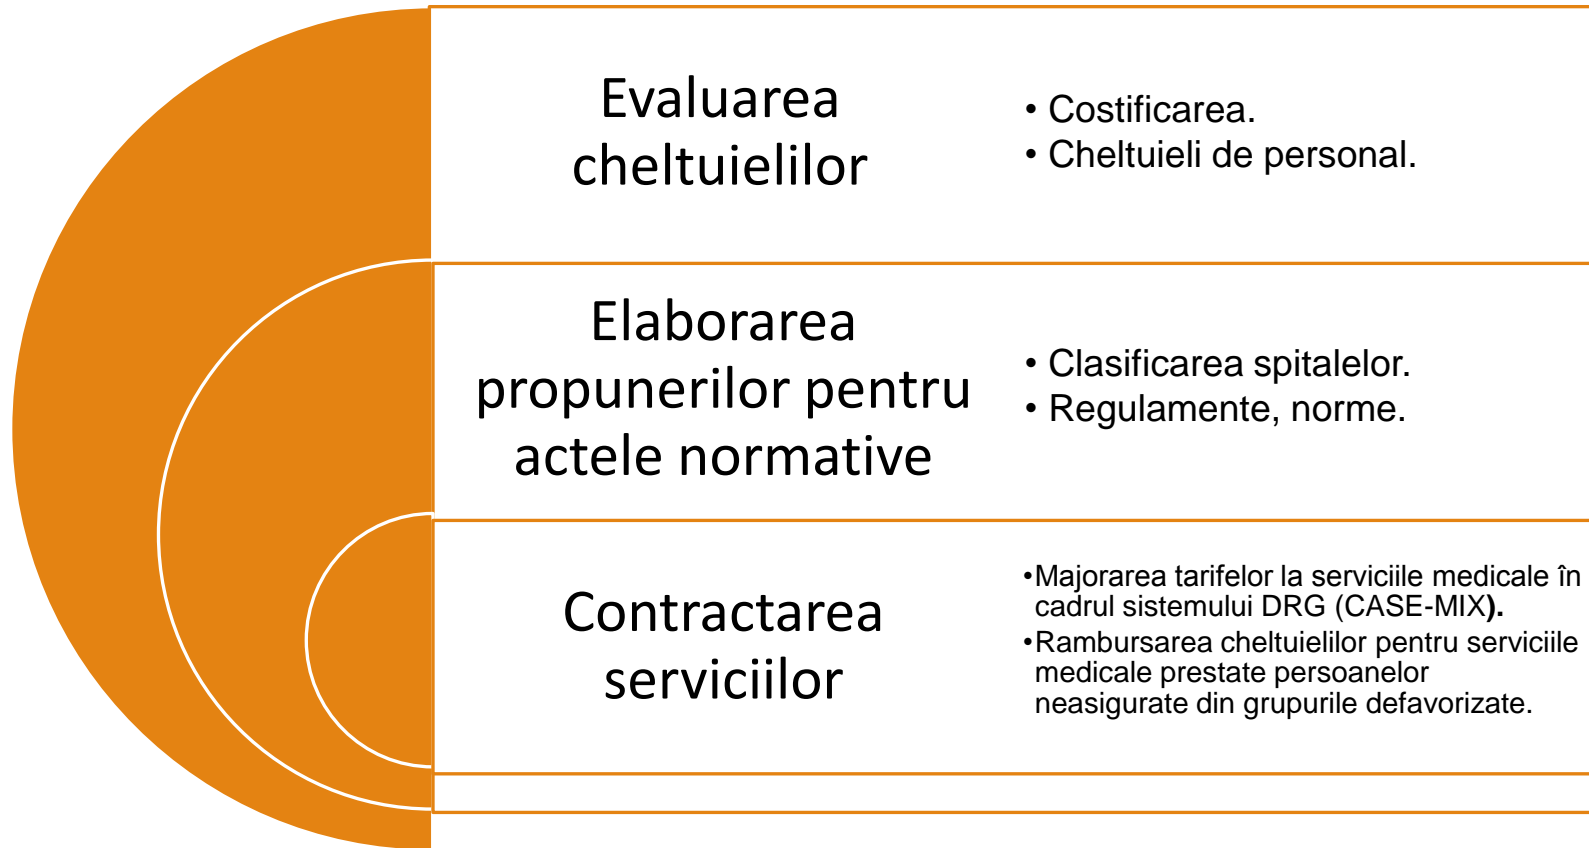 Evaluarea
cheltuielilor
• Costificarea.
• Cheltuieli de personal.
Elaborarea
propunerilor pentru
actele normative
• Clasificarea spitalelor.
• Regulamente, norme.
Contractarea
serviciilor
•Majorarea tarifelor la serviciile medicale în
cadrul sistemului DRG (CASE-MIX).
•Rambursarea cheltuielilor pentru serviciile
medicale prestate persoanelor
neasigurate din grupurile defavorizate.